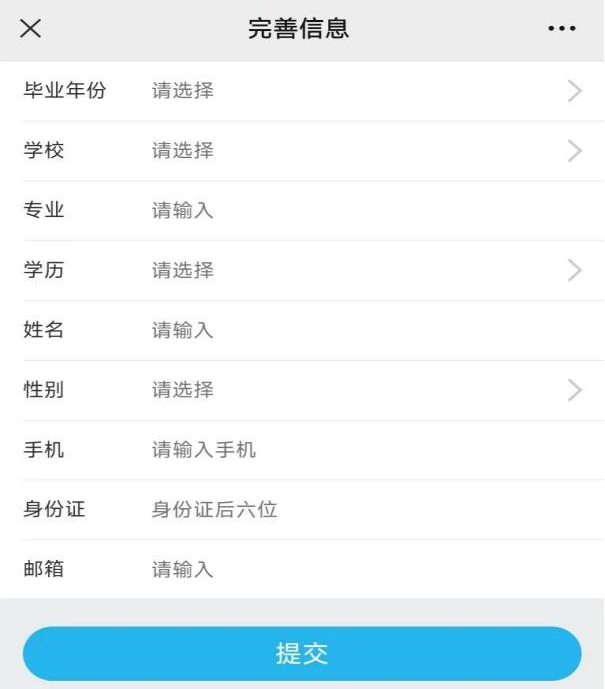 完善信息
毕业年份 请选择
学校 请选择
专业 请输入
学历 请选择
姓名 请输入
性别 请选择
手机 请输入手机
身份证 身份证后六位
邮箱 请输入
提交